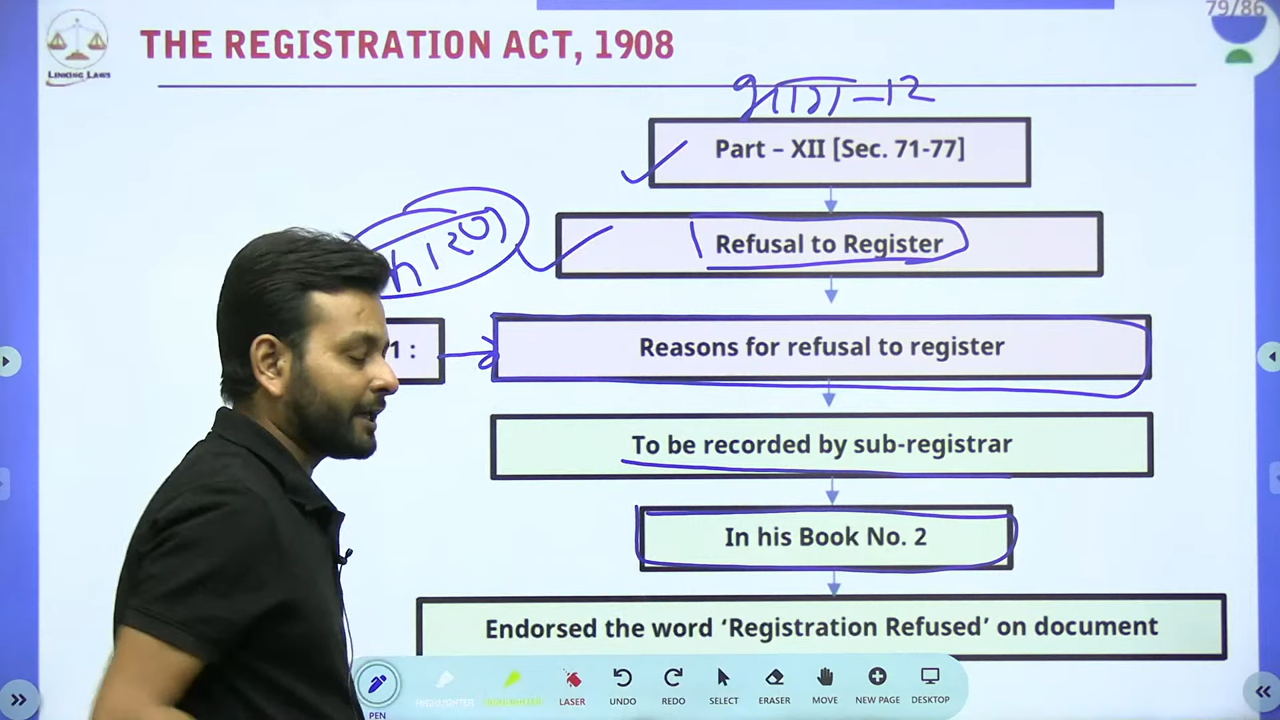 79/86
LINKING LAWS
THE REGISTRATION ACT, 1908
भाग-12
Part – XII [Sec. 71-77]
Refusal to Register
1 :
Reasons for refusal to register
To be recorded by sub-registrar
In his Book No. 2
Endorsed the word ‘Registration Refused’ on document
PEN
HIGHLIGHTER
HIGHLIGHTER
LASER
UNDO
REDO
SELECT
ERASER
MOVE
NEW PAGE
DESKTOP